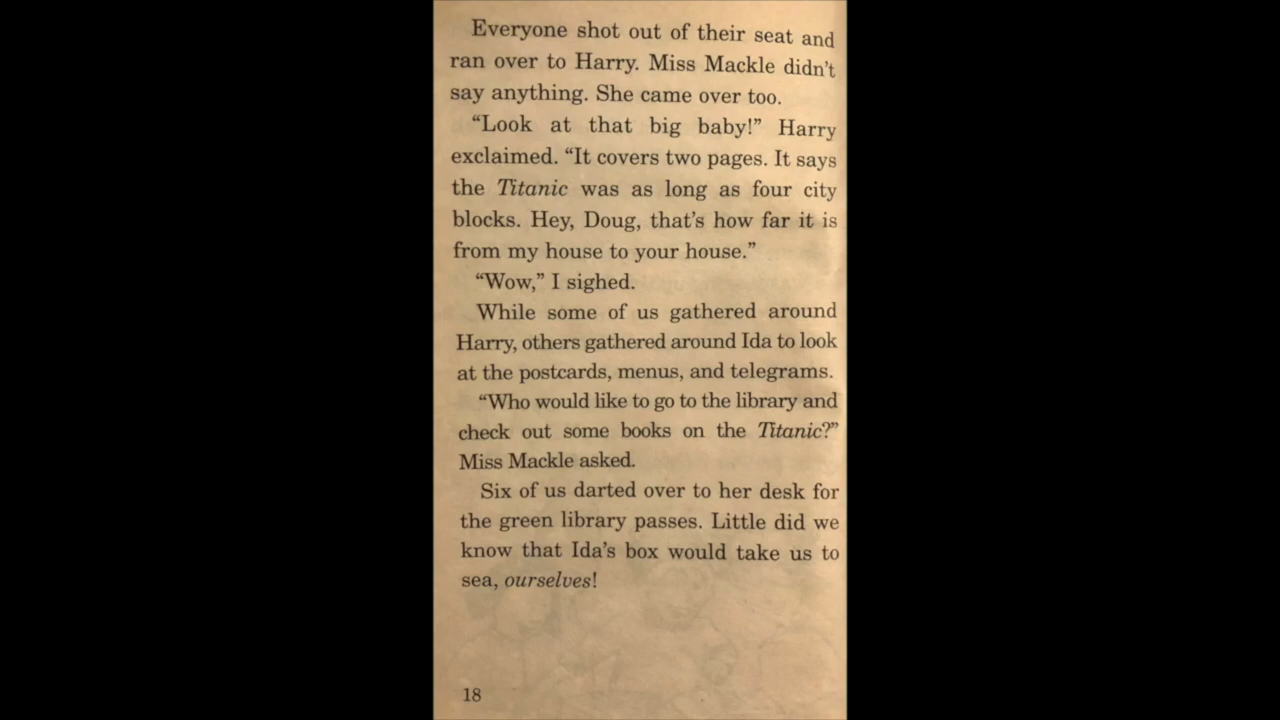 Everyone shot out of their seat and
ran over to Harry. Miss Mackle didn't
say anything. She came over too.
“Look at that big baby!” Harry
exclaimed. “It covers two pages. It says
the Titanic was as long as four city
blocks. Hey, Doug, that's how far it is
from my house to your house.”
“Wow,” I sighed.
While some of us gathered around
Harry, others gathered around Ida to look
at the postcards, menus, and telegrams.
“Who would like to go to the library and
check out some books on the Titanic?”
Miss Mackle asked.
Six of us darted over to her desk for
the green library passes. Little did we
know that Ida's box would take us to
sea, ourselves!
18